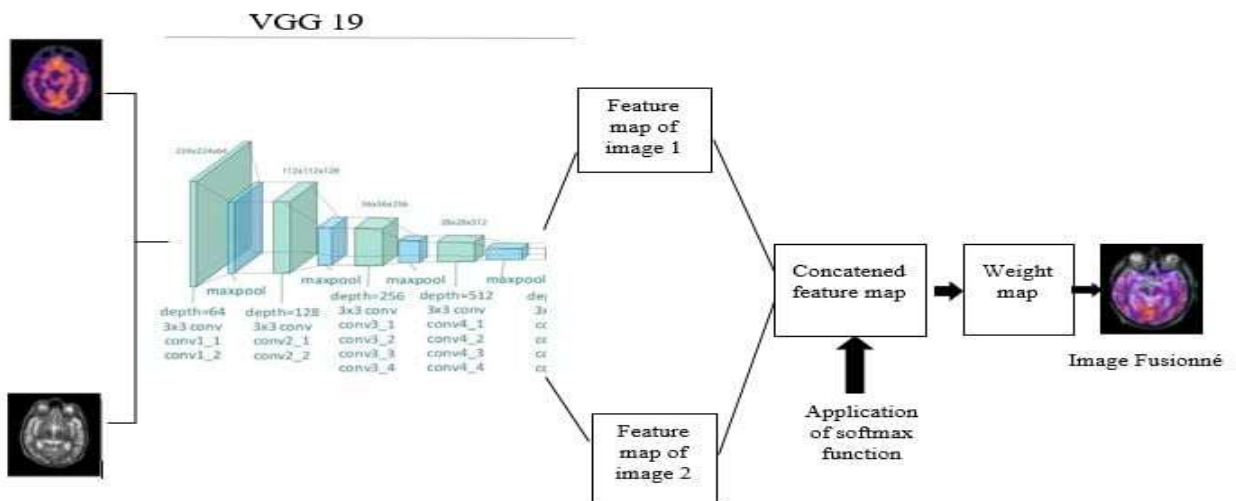 VGG 19
Feature
map of
image 1
224x224x64
112x112x128
56x56x256
28x28x512
maxpool
maxpool
maxpool
maxpool
depth=64
3x3 conv
conv1_1
conv1_2
depth=128
3x3 conv
conv2_1
conv2_2
depth=256
3x3 conv
conv3_1
conv3_2
conv3_3
conv3_4
depth=512
3x3 conv
conv4_1
conv4_2
conv4_3
conv4_4
Concatened
feature map
Weight
map
Image Fusionné
Application
of softmax
function
Feature
map of
image 2